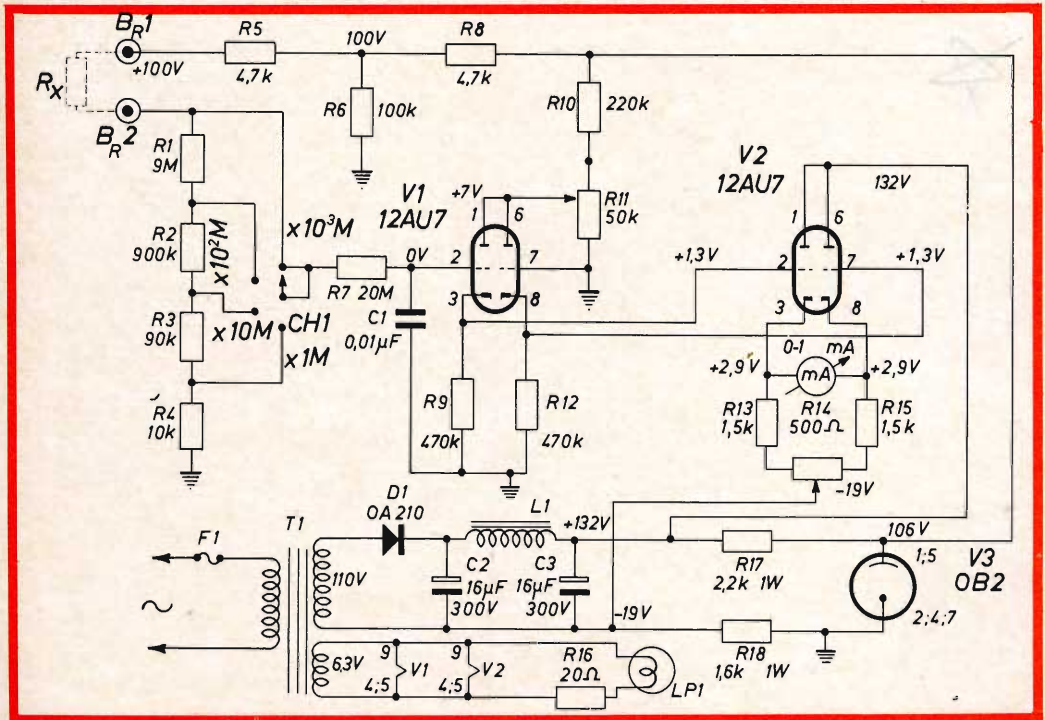 B_R1
R5
100V
R8
+100V
4,7k
4,7k
R_X
B_R2
R6
100k
R10
220k
R1
9M
V1
12AU7
+7V
1
6
R11
50k
V2
12AU7
1
6
132V
x10³M
R2
900k
x10²M
0V
2
7
+1,3V
2
7
+1,3V
R7 20M
3
8
3
8
R3
90k
x10M
CH1
C1
0,01µF
0-1 mA
x1M
+2,9V
mA
+2,9V
R4
10k
R9
470k
R12
470k
R13
1,5k
R14
500Ω
R15
1,5k
-19V
D1
OA210
L1
F1
T1
+132V
106V
110V
C2
16µF
300V
C3
16µF
300V
R17
2,2k 1W
1;5
V3
OB2
-19V
2;4;7
R18
1,6k 1W
6,3V
9
V1
4;5
9
V2
4;5
R16
20Ω
LP1